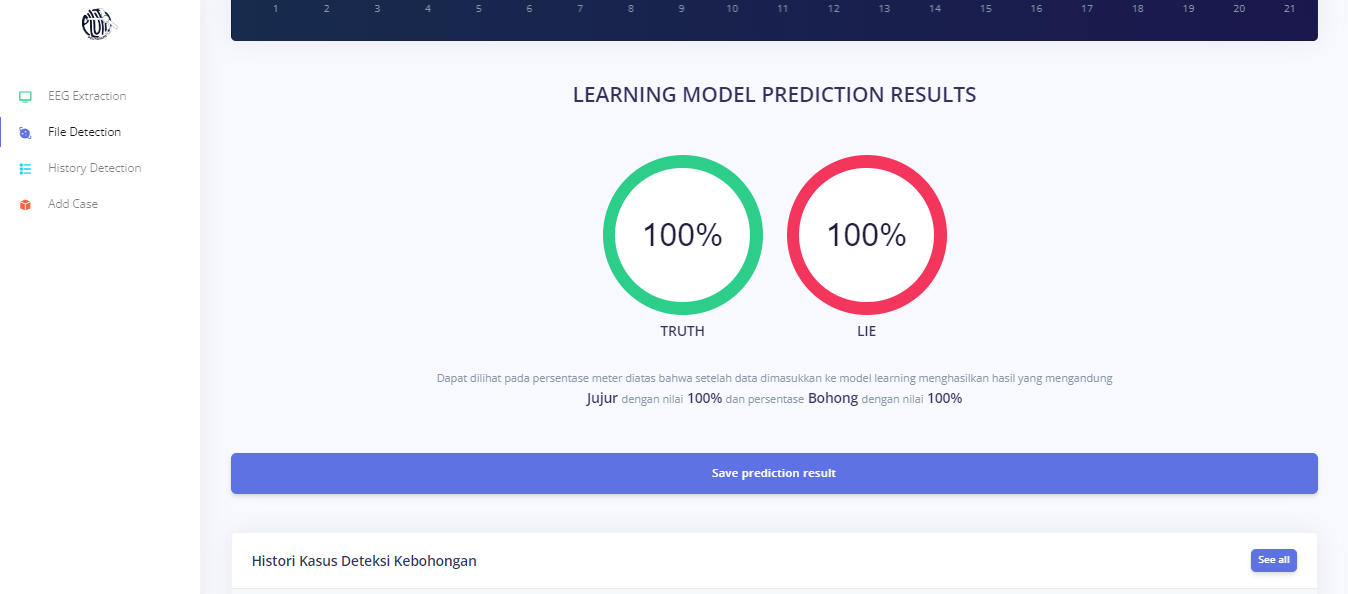 1 2 3 4 5 6 7 8 9 10 11 12 13 14 15 16 17 18 19 20 21
EEG Extraction
File Detection
History Detection
Add Case
LEARNING MODEL PREDICTION RESULTS
100% 100%
TRUTH LIE
Dapat dilihat pada persentase meter diatas bahwa setelah data dimasukkan ke model learning menghasilkan hasil yang mengandung
Jujur dengan nilai 100% dan persentase Bohong dengan nilai 100%
Save prediction result
Histori Kasus Deteksi Kebohongan
See all